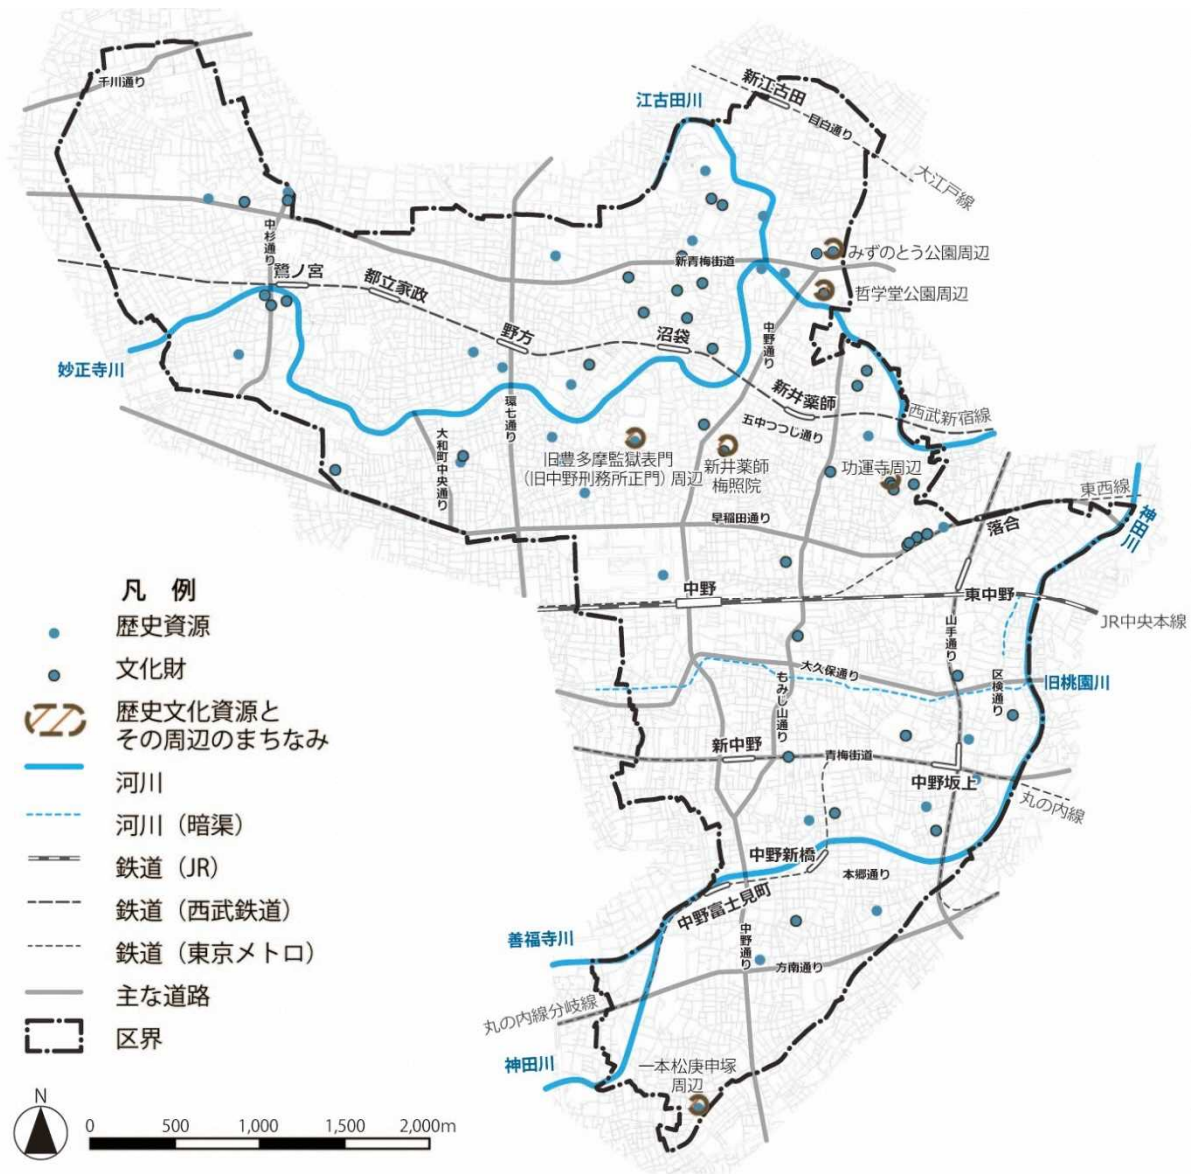 千川通り
新江古田
江古田川
目白通り
大江戸線
中杉通り
みずのとう公園周辺
新青梅街道
鷺ノ宮
都立家政
哲学堂公園周辺
野方
沼袋
中野通り
妙正寺川
新井薬師
西武新宿線
環七通り
五中つつじ通り
大和町中央通り
旧豊多摩監獄表門
(旧中野刑務所正門)周辺
新井薬師
梅照院
功運寺周辺
東西線
早稲田通り
落合
神田川
凡 例
歴史資源
文化財
歴史文化資源と
その周辺のまちなみ
河川
河川（暗渠）
鉄道（JR）
鉄道（西武鉄道）
鉄道（東京メトロ）
主な道路
区界
中野
東中野
JR中央本線
山手通り
大久保通り
もみじ山通り
区検通り
旧桃園川
新中野
青梅街道
中野坂上
丸の内線
中野新橋
本郷通り
中野富士見町
善福寺川
中野通り
方南通り
丸の内線分岐線
神田川
一本松庚申塚
周辺
N
0 500 1,000 1,500 2,000m